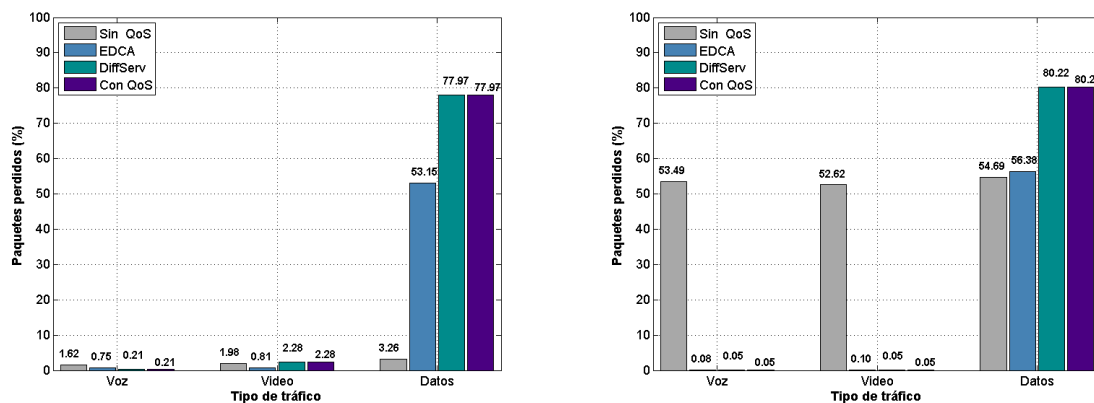 100
90
80
70
60
50
40
30
20
10
0
Paquetes perdidos (%)
Sin QoS
EDCA
DiffServ
Con QoS
1.62
0.75
0.21
0.21
1.98
0.81
2.28
2.28
3.26
53.15
77.97
77.97
Voz
Video
Datos
Tipo de tráfico
100
90
80
70
60
50
40
30
20
10
0
Paquetes perdidos (%)
Sin QoS
EDCA
DiffServ
Con QoS
53.49
0.08
0.05
0.05
52.62
0.10
0.05
0.05
54.69
56.38
80.22
80.2
Voz
Video
Datos
Tipo de tráfico